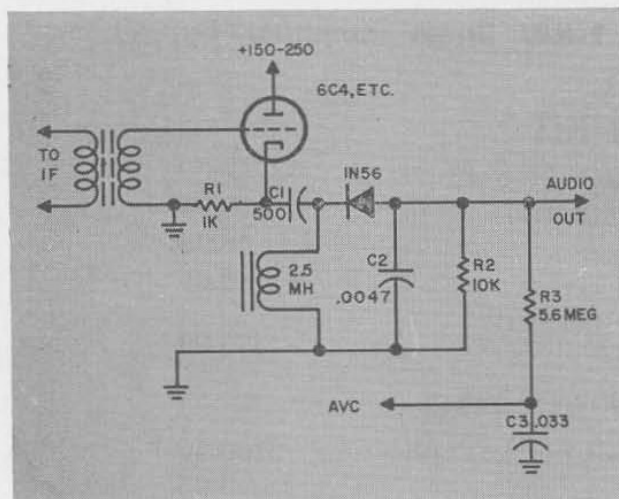 +150-250
6C4, ETC.
TO
IF
R1
1K
C1
500
IN56
AUDIO
OUT
2.5
MH
C2
.0047
R2
10K
R3
5.6 MEG
AVC
C3 .033